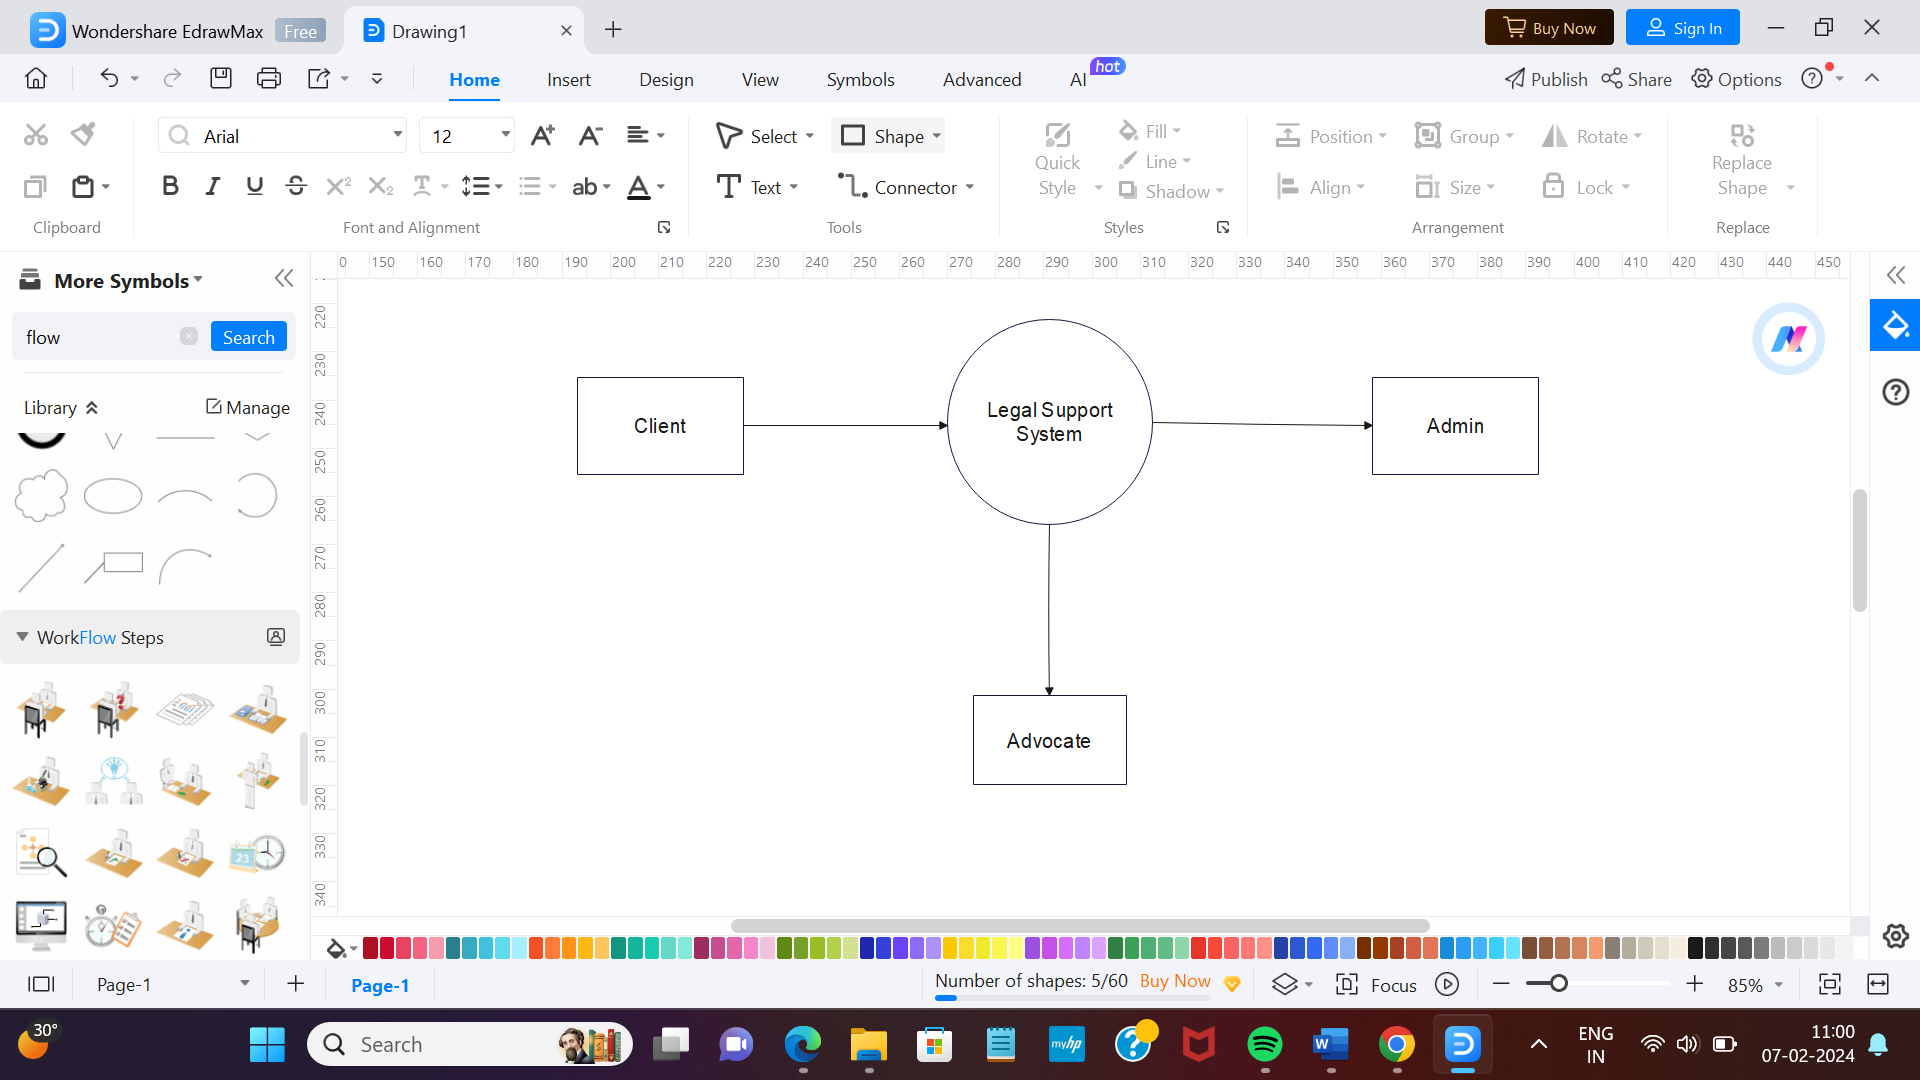 Wondershare EdrawMax Free
Drawing1
Buy Now
Sign In
Home
Insert
Design
View
Symbols
Advanced
AI
hot
Publish
Share
Options
Arial
12
Select
Shape
Text
Connector
Quick
Style
Fill
Line
Shadow
Position
Group
Rotate
Align
Size
Lock
Replace
Shape
Clipboard
Font and Alignment
Tools
Styles
Arrangement
Replace
More Symbols
flow
Search
Library
Manage
WorkFlow Steps
23
0 150 160 170 180 190 200 210 220 230 240 250 260 270 280 290 300 310 320 330 340 350 360 370 380 390 400 410 420 430 440 450
220
230
240
250
260
270
280
290
300
310
320
330
340
Client
Legal Support
System
Admin
Advocate
Page-1
Page-1
Number of shapes: 5/60
Buy Now
Focus
85%
30°
Search
myhp
ENG
IN
11:00
07-02-2024